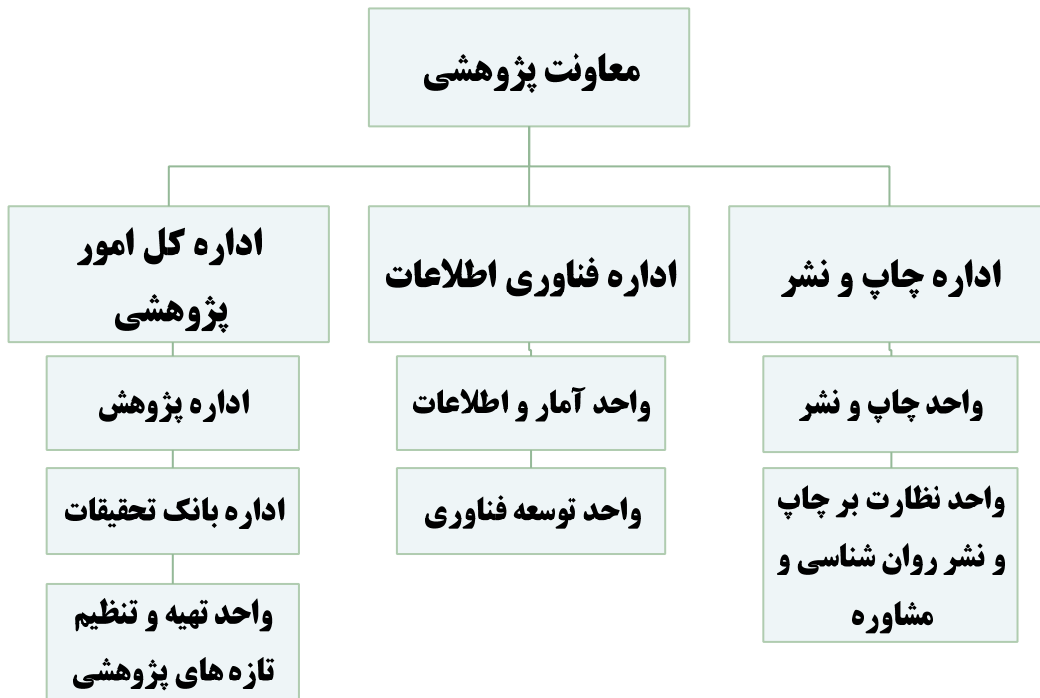 معاونت پژوهشی
اداره چاپ و نشر
واحد چاپ و نشر
واحد نظارت بر چاپ
و نشر روان شناسی و
مشاوره
اداره فناوری اطلاعات
واحد آمار و اطلاعات
واحد توسعه فناوری
اداره کل امور
پژوهشی
اداره پژوهش
اداره بانک تحقیقات
واحد تهیه و تنظیم
تازه های پژوهشی